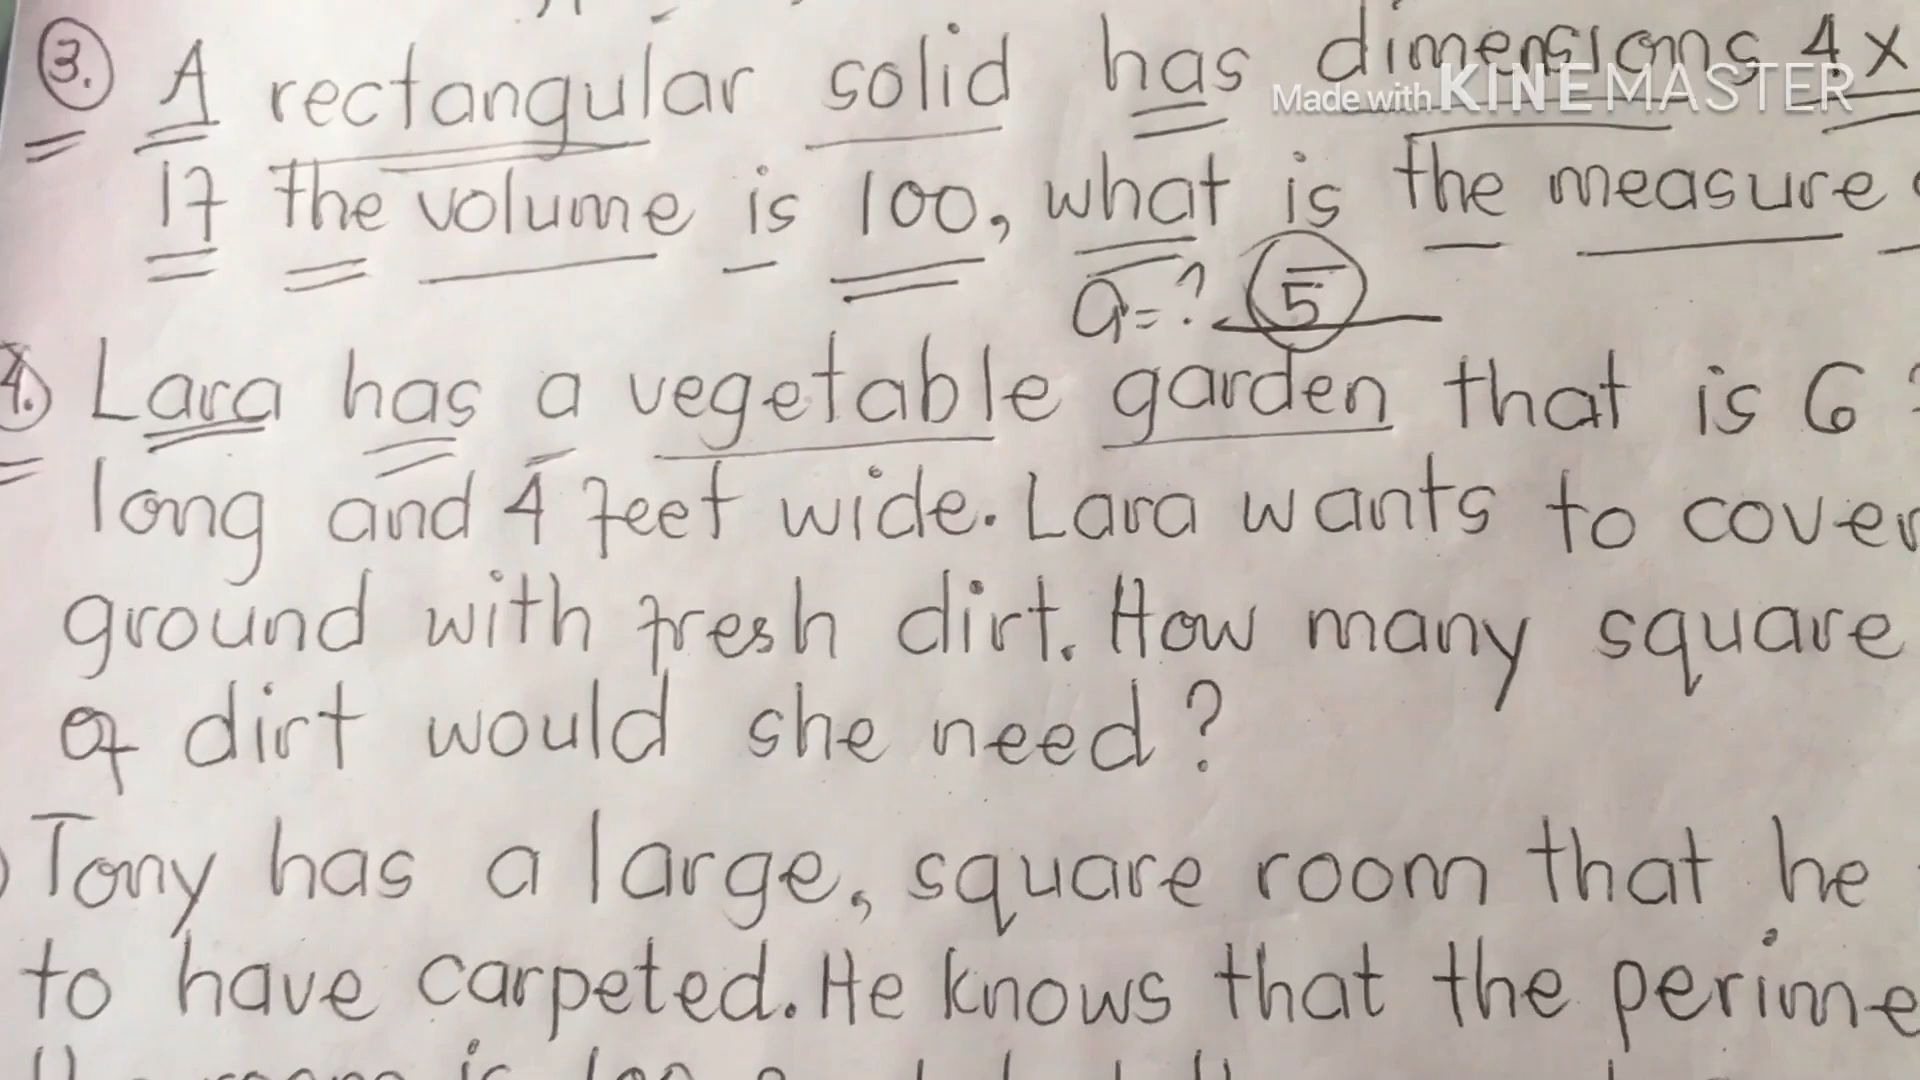 3. A rectangular solid has dimensions 4 x
Made with KINEMASTER
If the volume is 100, what is the measure
a=? 5
4. Lara has a vegetable garden that is 6
long and 4 feet wide. Lara wants to cover
ground with fresh dirt. How many square
of dirt would she need?
Tony has a large, square room that he
to have carpeted. He knows that the perime
room is 100